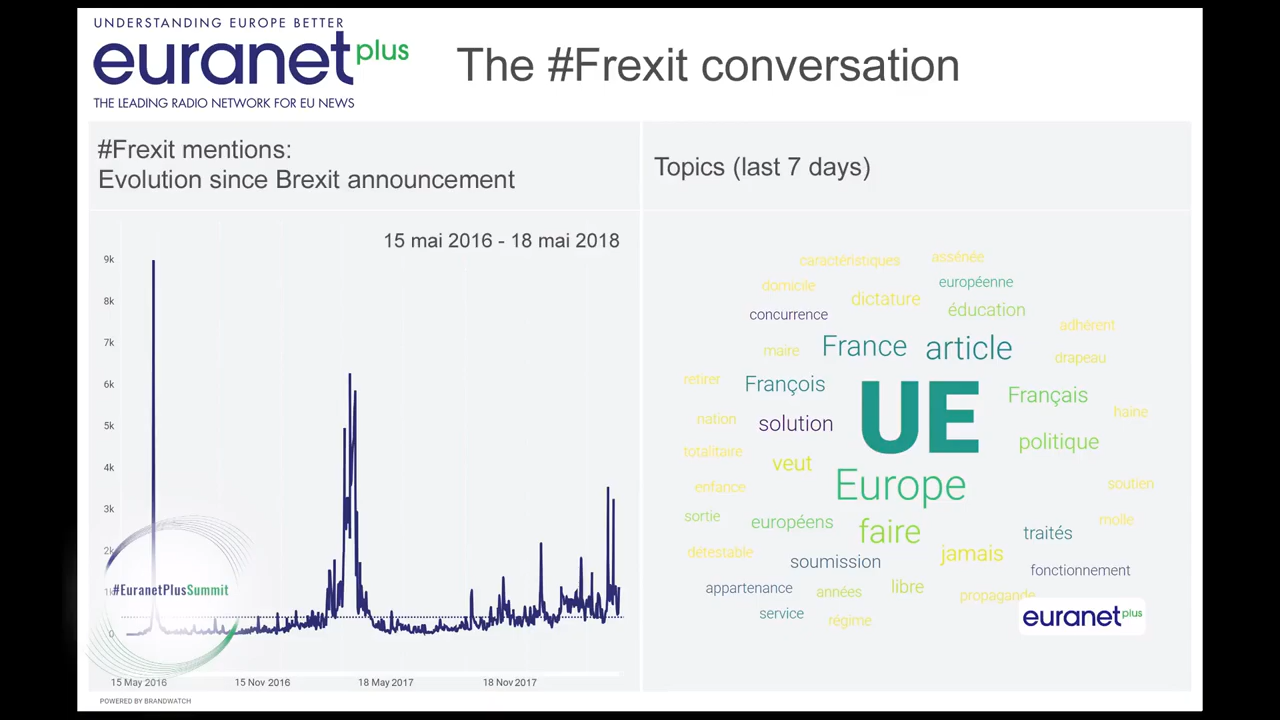 UNDERSTANDING EUROPE BETTER
euranet plus
THE LEADING RADIO NETWORK FOR EU NEWS
The #Frexit conversation
#Frexit mentions:
Evolution since Brexit announcement
15 mai 2016 - 18 mai 2018
9k
8k
7k
6k
5k
4k
3k
2k
1k
0
#EuranetPlusSummit
15 May 2016
15 Nov 2016
18 May 2017
18 Nov 2017
POWERED BY BRANDWATCH
Topics (last 7 days)
caractéristiques
assénée
domicile
européenne
dictature
éducation
concurrence
adhérent
maire
France
article
drapeau
retirer
François
UE
Français
haine
nation
solution
politique
totalitaire
veut
enfance
Europe
soutien
sortie
européens
faire
molle
traités
détestable
soumission
jamais
fonctionnement
appartenance
années
libre
propagande
service
régime
euranet plus